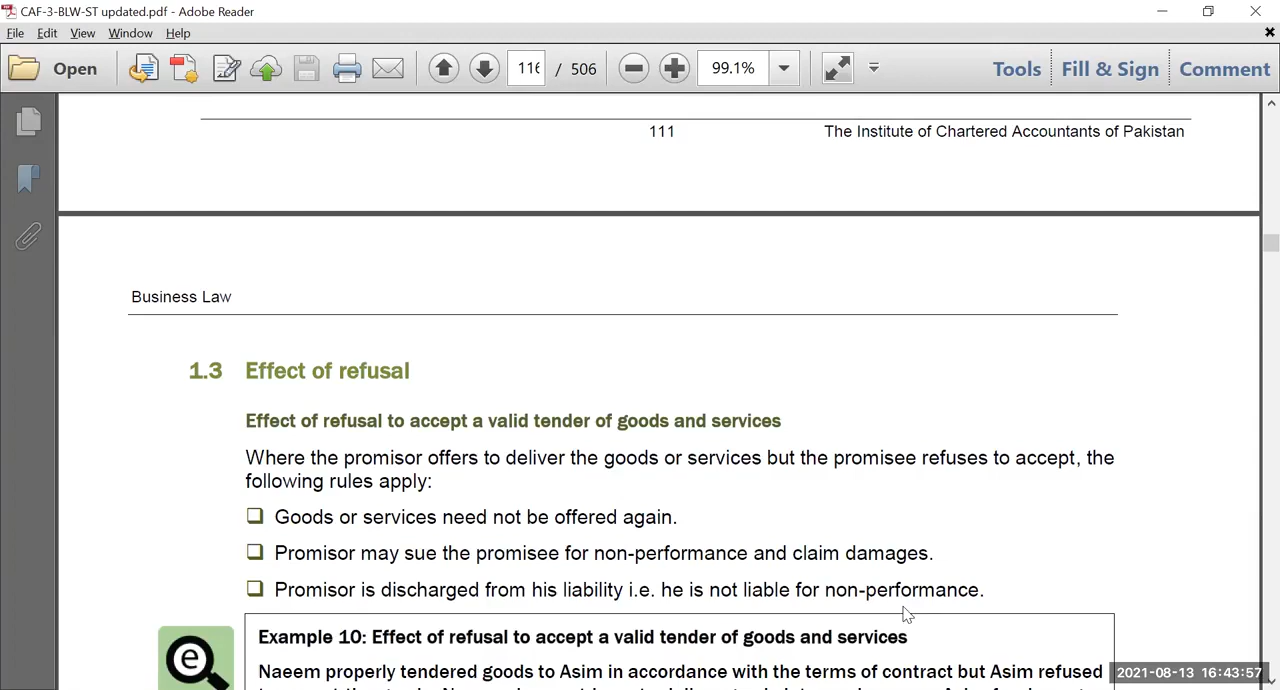 CAF-3-BLW-ST updated.pdf - Adobe Reader
File Edit View Window Help
Open 116 / 506 99.1% Tools Fill & Sign Comment
111 The Institute of Chartered Accountants of Pakistan
Business Law
1.3 Effect of refusal
Effect of refusal to accept a valid tender of goods and services
Where the promisor offers to deliver the goods or services but the promisee refuses to accept, the
following rules apply:
❑ Goods or services need not be offered again.
❑ Promisor may sue the promisee for non-performance and claim damages.
❑ Promisor is discharged from his liability i.e. he is not liable for non-performance.
Example 10: Effect of refusal to accept a valid tender of goods and services
e
Naeem properly tendered goods to Asim in accordance with the terms of contract but Asim refused
2021-08-13 16:43:57